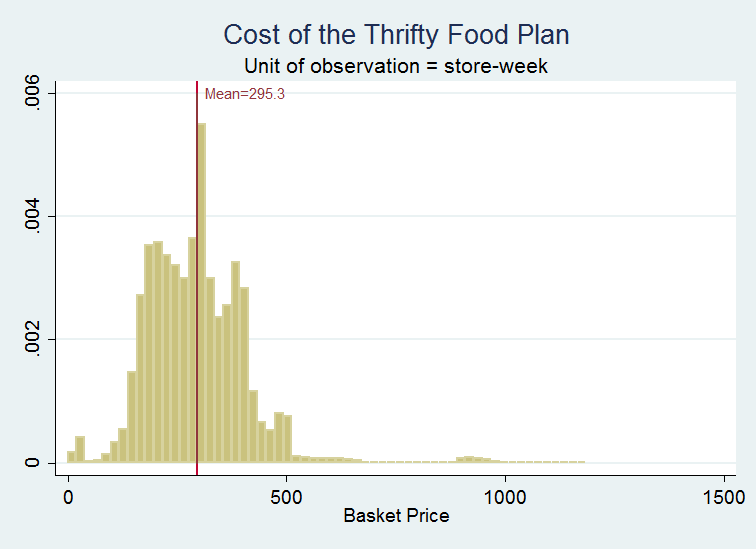 Cost of the Thrifty Food Plan
Unit of observation = store-week
Mean=295.3
.006
.004
.002
0
0 500 1000 1500
Basket Price